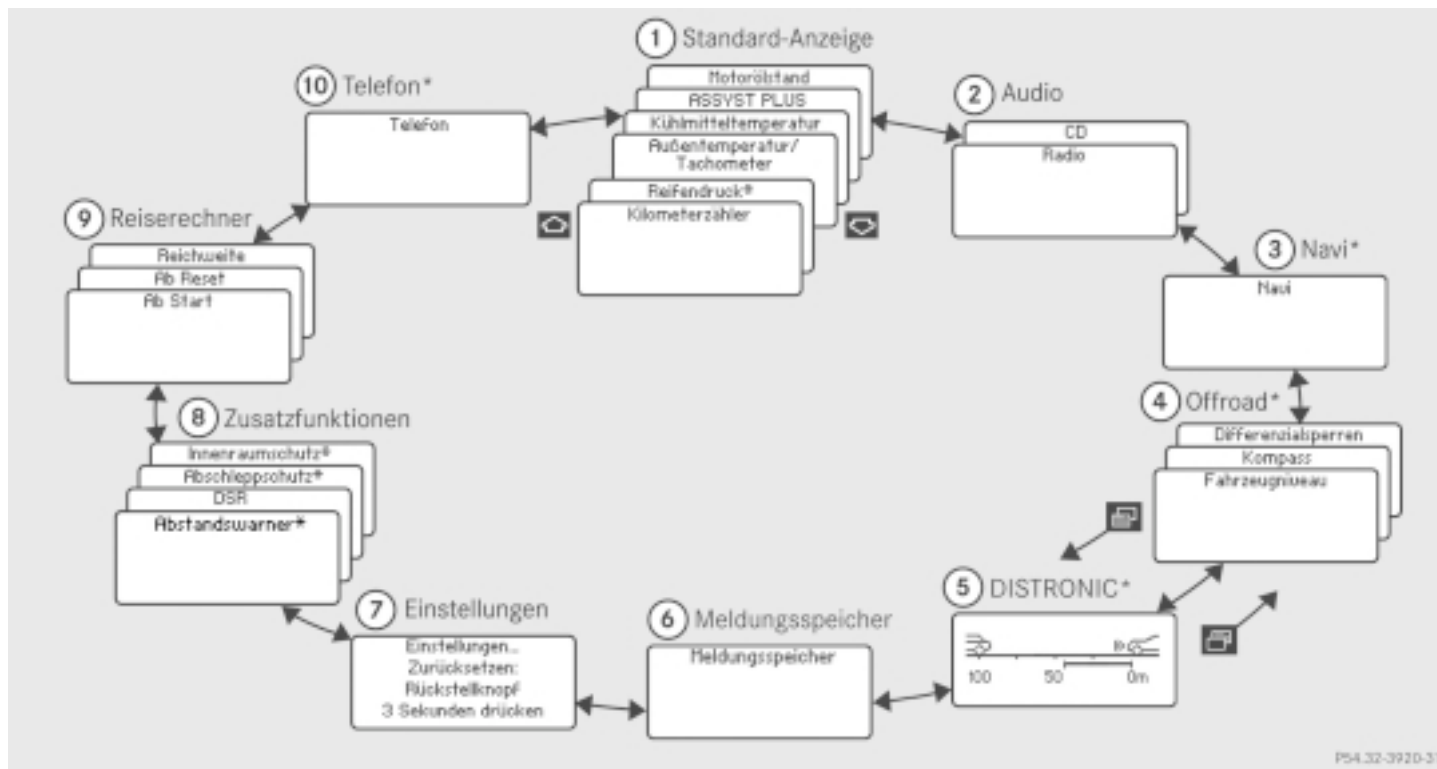 1 Standard-Anzeige
Motorölstand
ASSYST PLUS
Kühlmitteltemperatur
Außentemperatur/
Tachometer
Reifendruck*
Kilometerzähler
2 Audio
CD
Radio
3 Navi*
Navi
4 Offroad*
Differenzialsperren
Kompass
Fahrzeugniveau
5 DISTRONIC*
100 50 0m
6 Meldungsspeicher
Meldungsspeicher
7 Einstellungen
Einstellungen…
Zurücksetzen:
Rückstellknopf
3 Sekunden drücken
8 Zusatzfunktionen
Innenraumschutz*
Abschleppschutz*
DSR
Abstandswarner*
9 Reiserechner
Reichweite
Ab Reset
Ab Start
10 Telefon*
Telefon
P54.32-3920-31